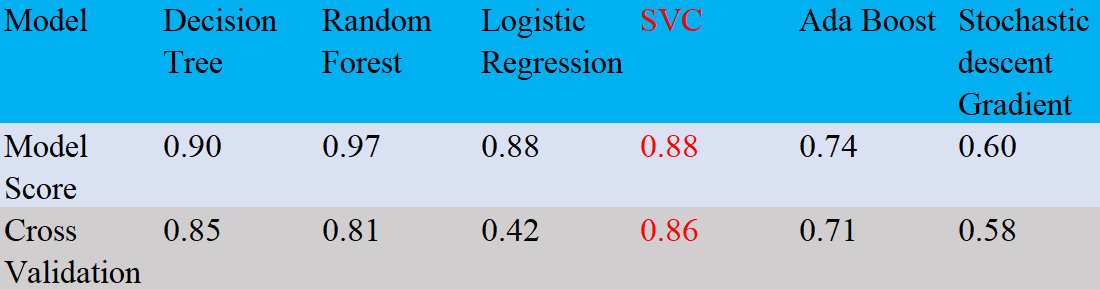 Model Decision Tree Random Forest Logistic Regression SVC Ada Boost Stochastic descent Gradient
Model Score 0.90 0.97 0.88 0.88 0.74 0.60
Cross Validation 0.85 0.81 0.42 0.86 0.71 0.58